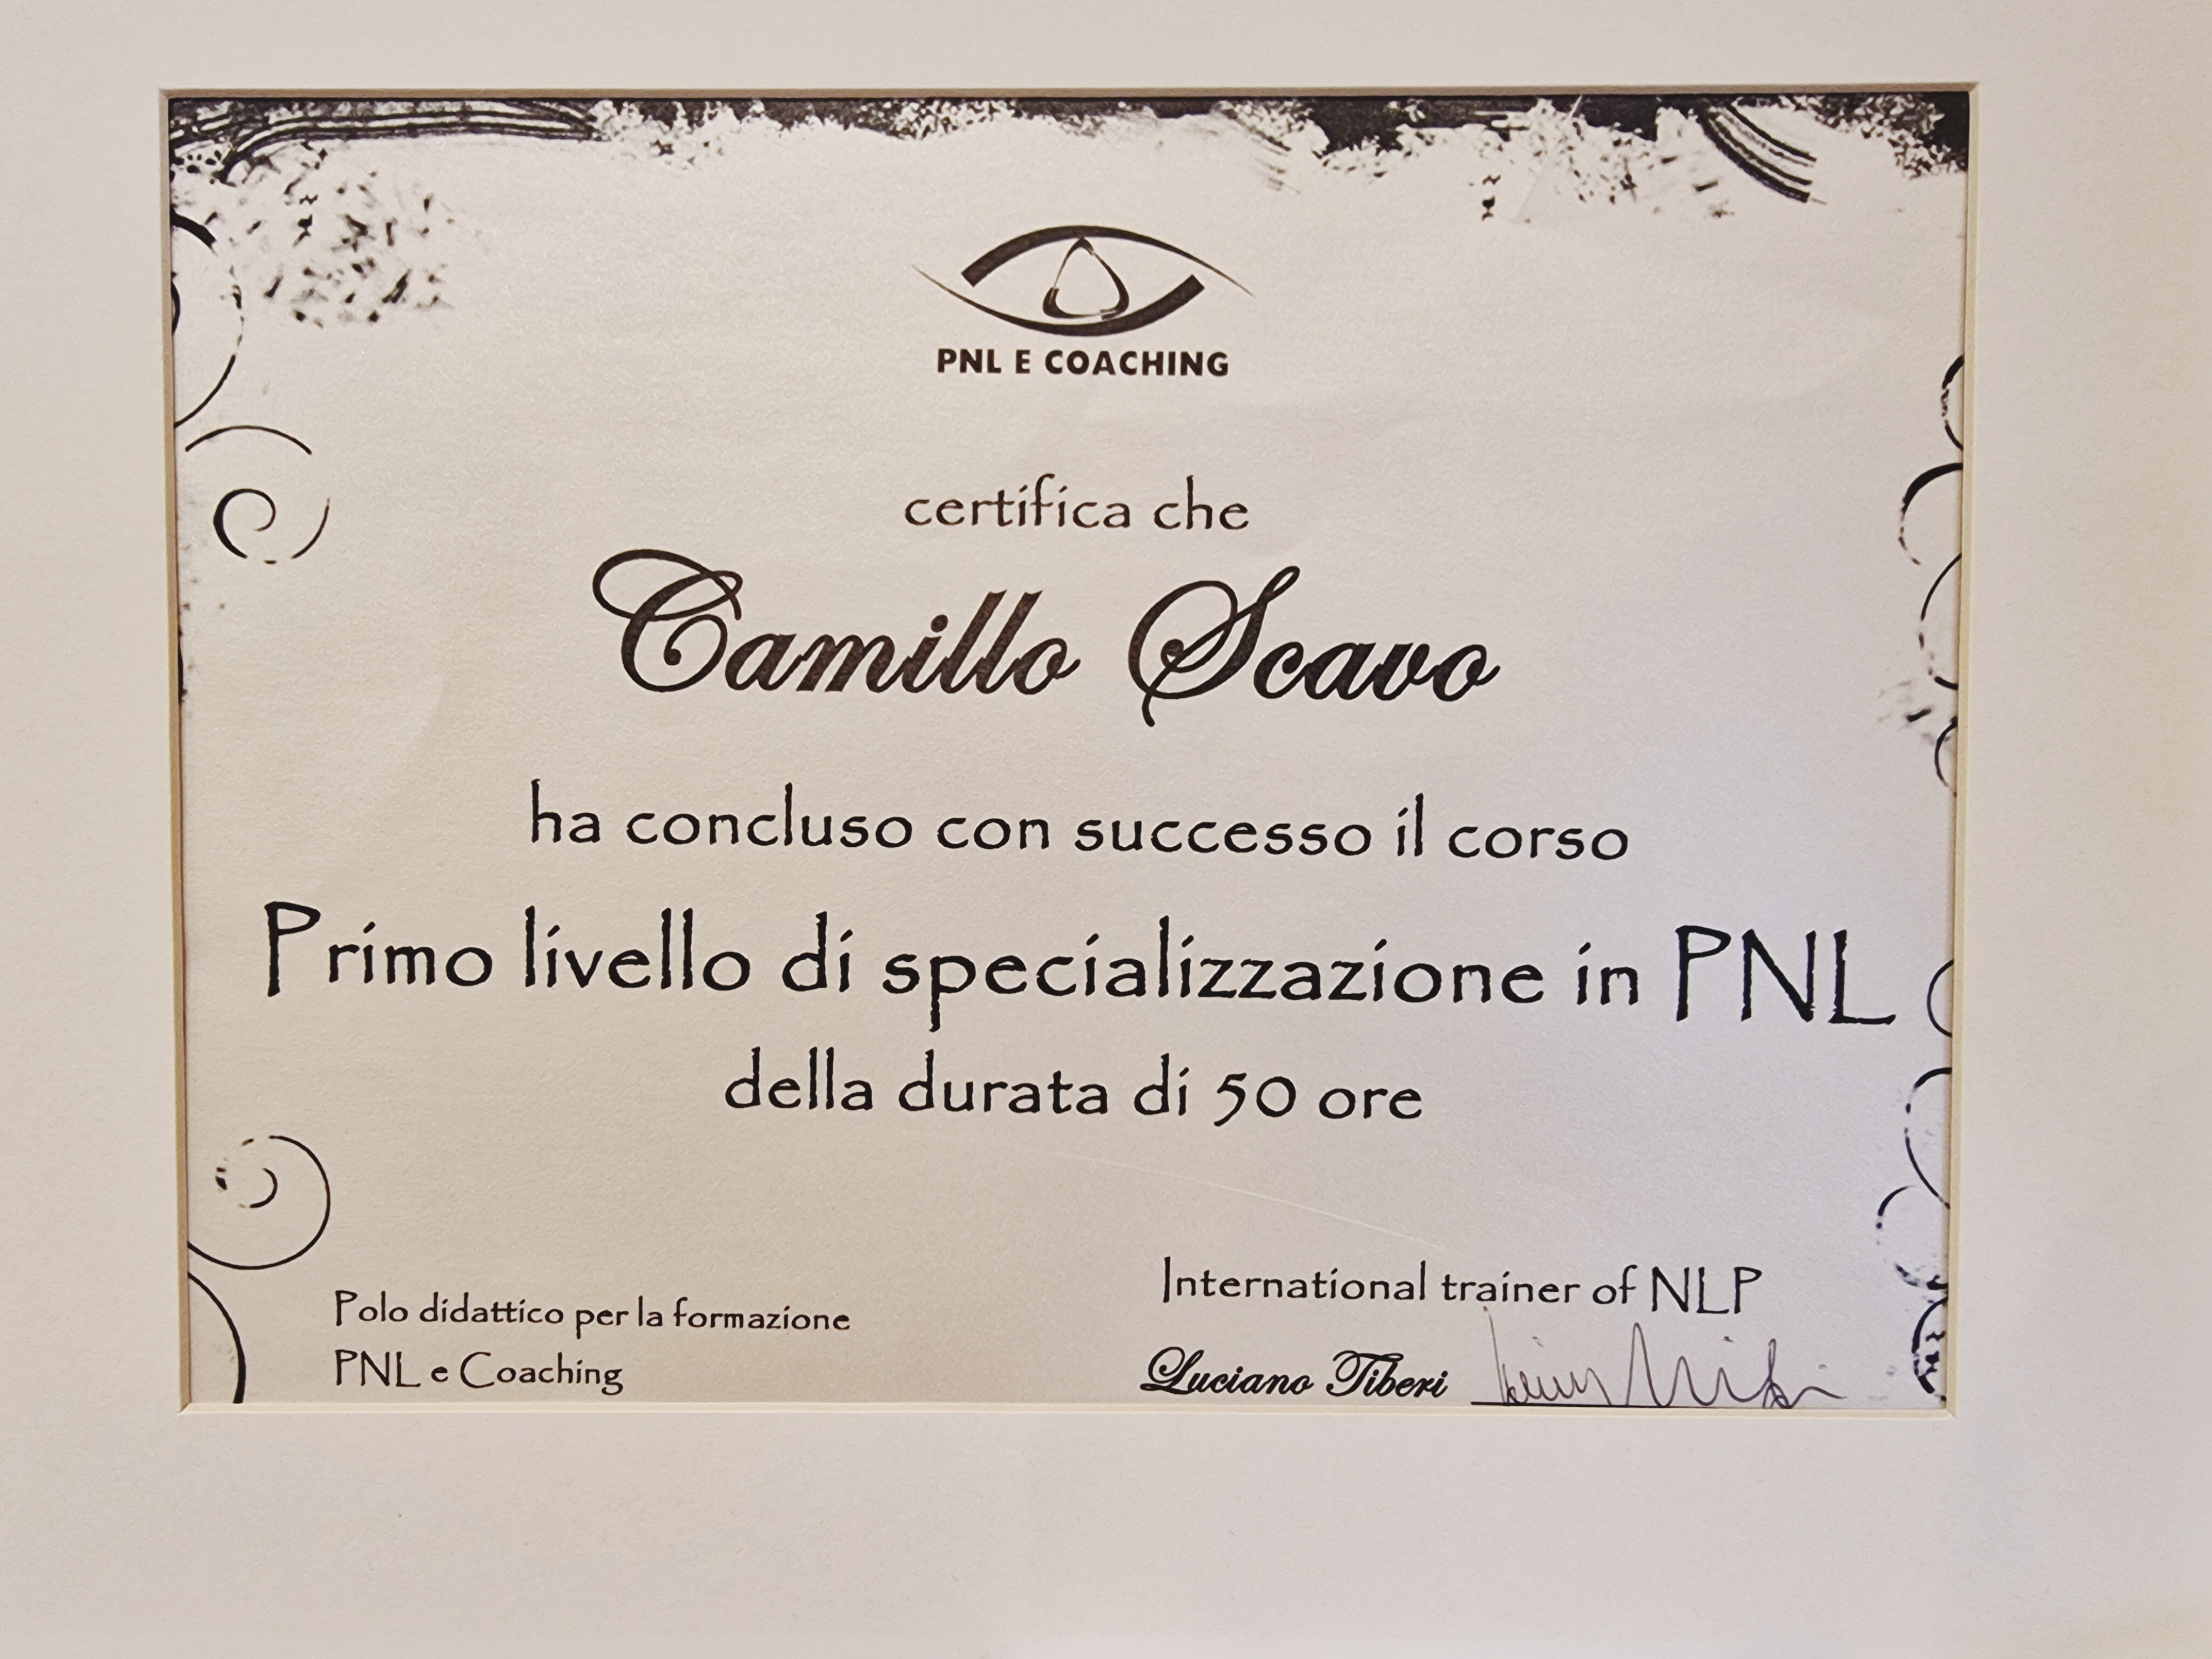 PNL E COACHING
certifica che
Camillo Scavo
ha concluso con successo il corso
Primo livello di specializzazione in PNL
della durata di 50 ore
Polo didattico per la formazione
PNL e Coaching
International trainer of NLP
Luciano Tiberi